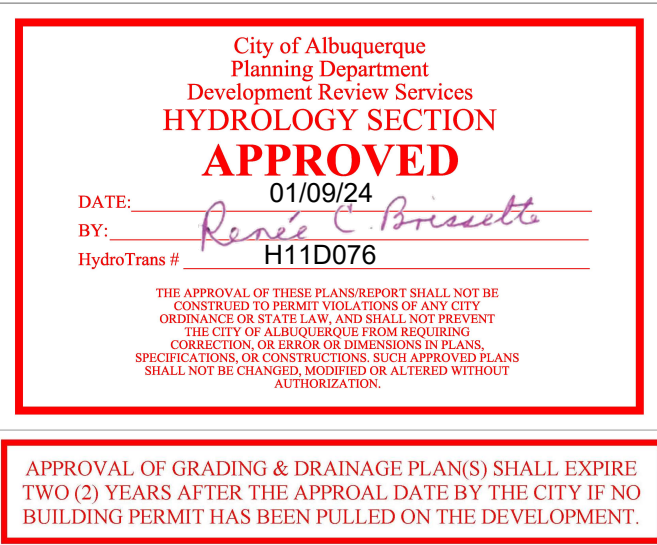 City of Albuquerque
Planning Department
Development Review Services
HYDROLOGY SECTION
APPROVED
DATE: 01/09/24
BY: Renée C. Brissette
HydroTrans # H11D076
THE APPROVAL OF THESE PLANS/REPORT SHALL NOT BE
CONSTRUED TO PERMIT VIOLATIONS OF ANY CITY
ORDINANCE OR STATE LAW, AND SHALL NOT PREVENT
THE CITY OF ALBUQUERQUE FROM REQUIRING
CORRECTION, OR ERROR OR DIMENSIONS IN PLANS,
SPECIFICATIONS, OR CONSTRUCTIONS. SUCH APPROVED PLANS
SHALL NOT BE CHANGED, MODIFIED OR ALTERED WITHOUT
AUTHORIZATION.
APPROVAL OF GRADING & DRAINAGE PLAN(S) SHALL EXPIRE
TWO (2) YEARS AFTER THE APPROAL DATE BY THE CITY IF NO
BUILDING PERMIT HAS BEEN PULLED ON THE DEVELOPMENT.